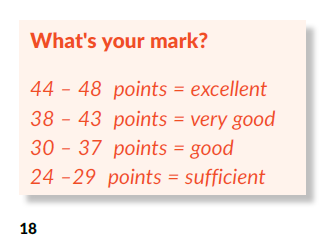 What's your mark?
44 – 48 points = excellent
38 – 43 points = very good
30 – 37 points = good
24 –29 points = sufficient
18